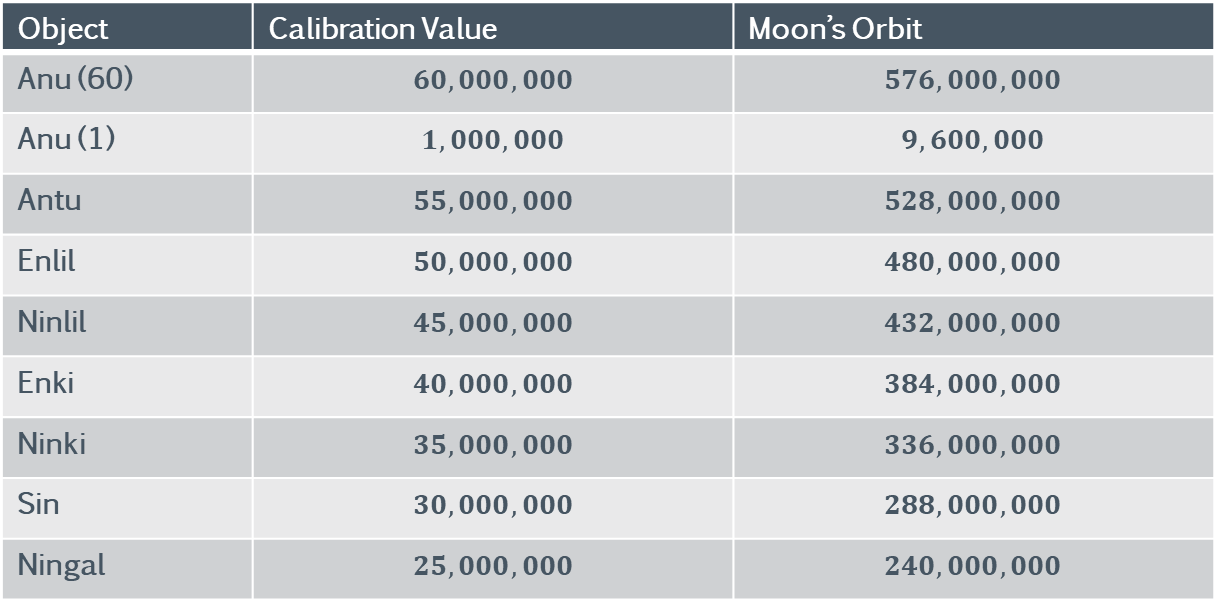 Object Calibration Value Moon's Orbit
Anu (60) 60,000,000 576,000,000
Anu (1) 1,000,000 9,600,000
Antu 55,000,000 528,000,000
Enlil 50,000,000 480,000,000
Ninlil 45,000,000 432,000,000
Enki 40,000,000 384,000,000
Ninki 35,000,000 336,000,000
Sin 30,000,000 288,000,000
Ningal 25,000,000 240,000,000